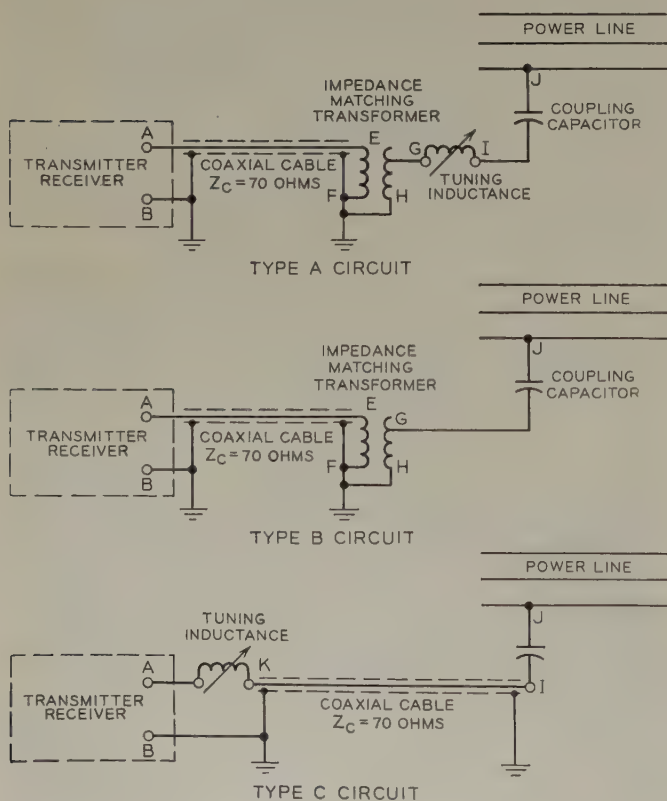 POWER LINE
J
IMPEDANCE
MATCHING
TRANSFORMER
COUPLING
CAPACITOR
A
E
G
I
TRANSMITTER
RECEIVER
COAXIAL CABLE
ZC = 70 OHMS
TUNING
INDUCTANCE
B
F
H
TYPE A CIRCUIT
POWER LINE
J
IMPEDANCE
MATCHING
TRANSFORMER
COUPLING
CAPACITOR
A
E
G
TRANSMITTER
RECEIVER
COAXIAL CABLE
ZC = 70 OHMS
B
F
H
TYPE B CIRCUIT
POWER LINE
J
TUNING
INDUCTANCE
A
K
I
TRANSMITTER
RECEIVER
COAXIAL CABLE
ZC = 70 OHMS
B
TYPE C CIRCUIT